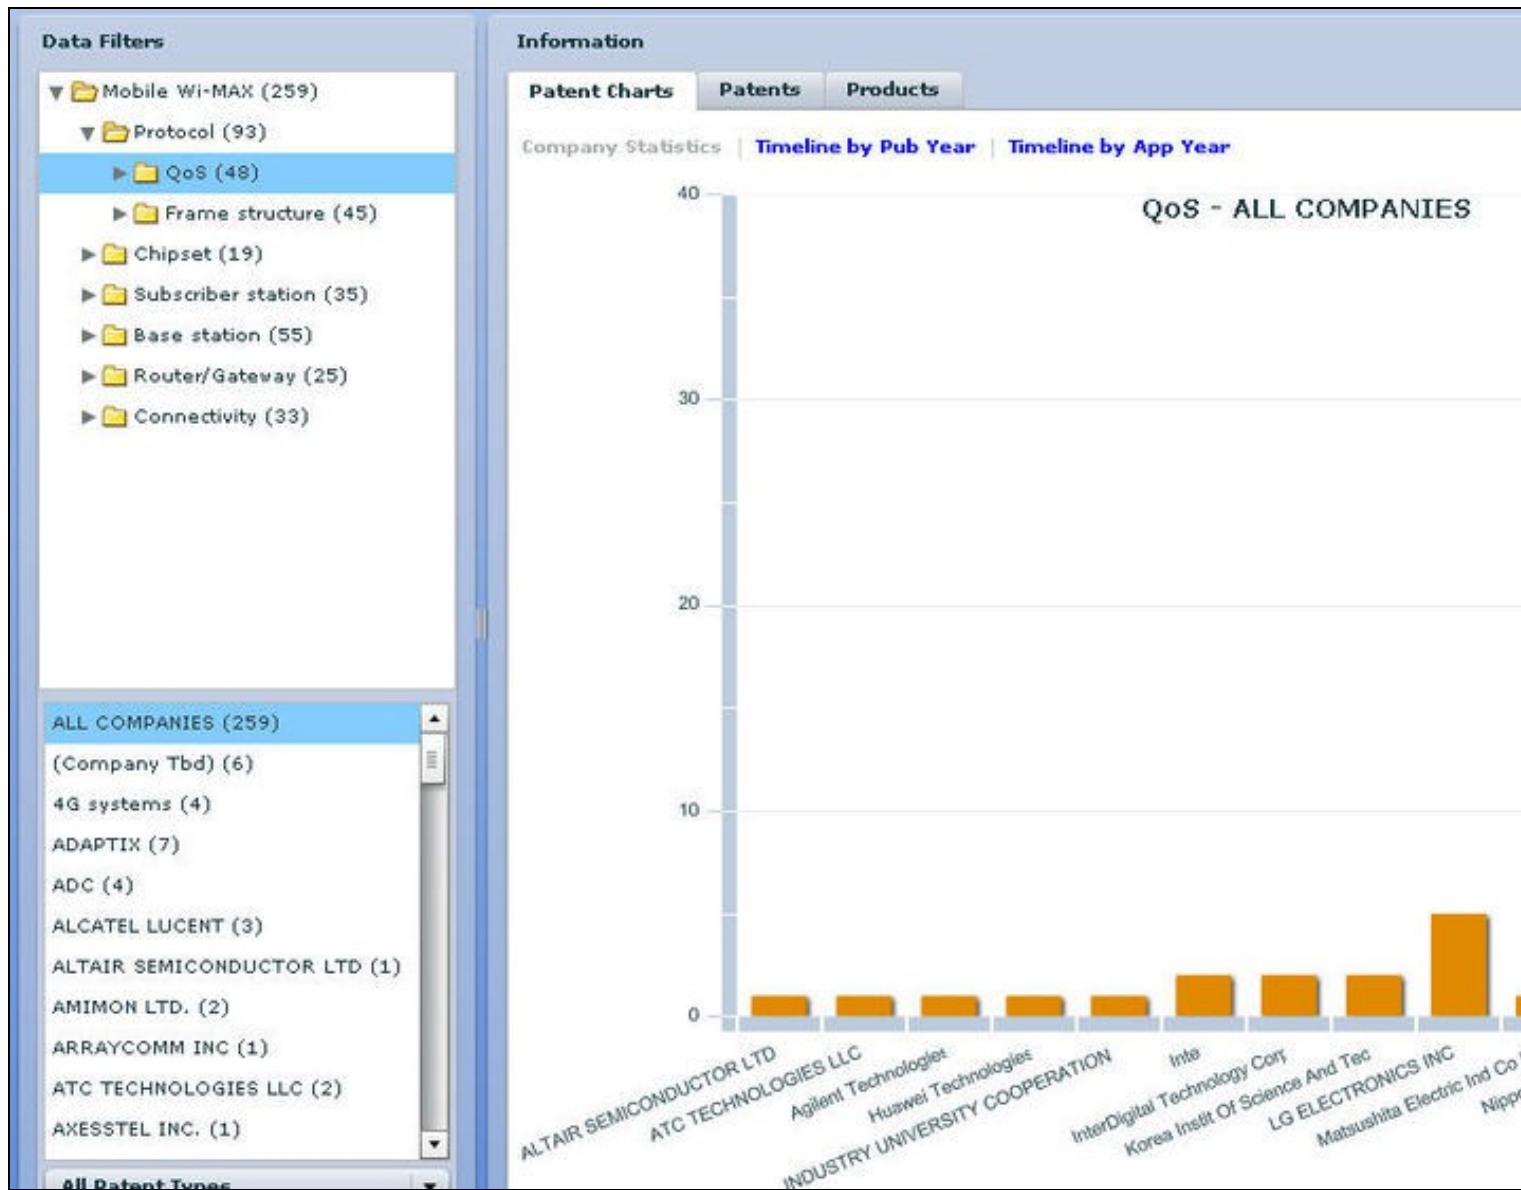 Data Filters
Mobile Wi-MAX (259)
Protocol (93)
QoS (48)
Frame structure (45)
Chipset (19)
Subscriber station (35)
Base station (55)
Router/Gateway (25)
Connectivity (33)
ALL COMPANIES (259)
(Company Tbd) (6)
4G systems (4)
ADAPTIX (7)
ADC (4)
ALCATEL LUCENT (3)
ALTAIR SEMICONDUCTOR LTD (1)
AMIMON LTD. (2)
ARRAYCOMM INC (1)
ATC TECHNOLOGIES LLC (2)
AXESSTEL INC. (1)
All Patent Types
Information
Patent Charts Patents Products
Company Statistics | Timeline by Pub Year | Timeline by App Year
QoS - ALL COMPANIES
40
30
20
10
0
ALTAIR SEMICONDUCTOR LTD
ATC TECHNOLOGIES LLC
Agilent Technologies
Huawei Technologies
INDUSTRY UNIVERSITY COOPERATION
Inte
InterDigital Technology Corp
Korea Instit Of Science And Tec
LG ELECTRONICS INC
Matsushita Electric Ind Co